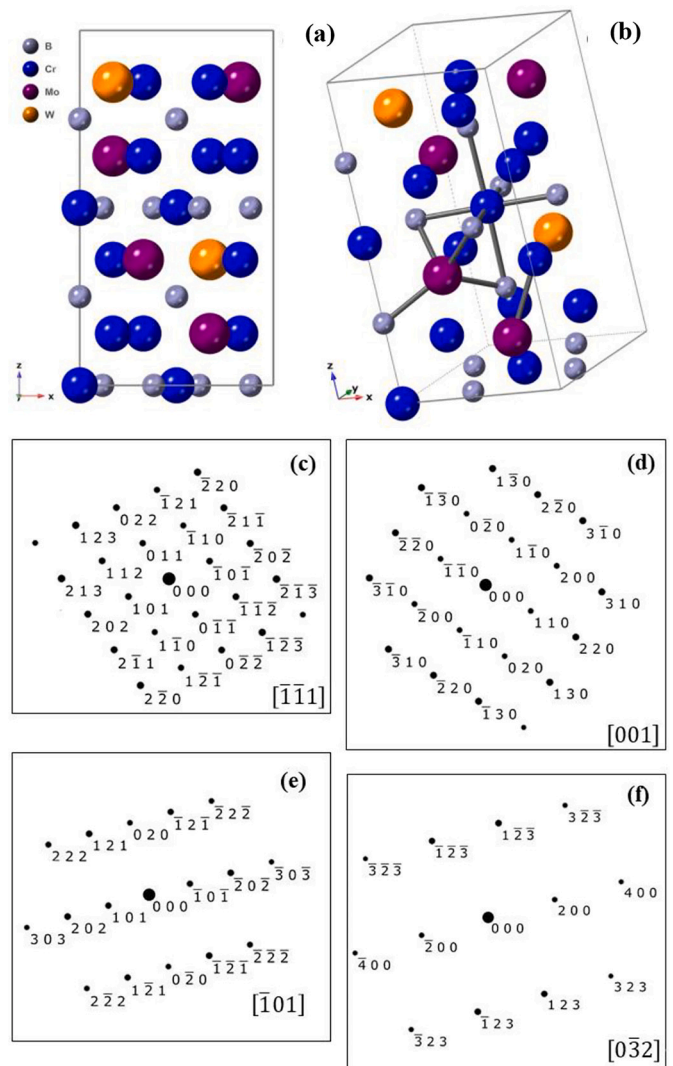 (a)
B
Cr
Mo
W
z
y
x
(b)
z
y
x
(c)
2̄ 2 0
1̄ 2 1
0 2 2 2̄ 1 1̄
1 2 3 1̄ 1 0
0 1 1 2̄ 0 2̄
1 1 2 1̄ 0 1̄
2 1 3 0 0 0 2̄ 1̄ 3̄
1 0 1 1̄ 1̄ 2̄
2 0 2 0 1̄ 1̄
1 1̄ 0 1̄ 2̄ 3̄
2 1̄ 1 0 2̄ 2̄
1 2̄ 1̄
2 2̄ 0
[1̄1̄1]
(d)
1 3̄ 0
1̄ 3̄ 0 2 2̄ 0
0 2̄ 0 3 1̄ 0
2̄ 2̄ 0 1 1̄ 0
1̄ 1̄ 0 2 0 0
3̄ 1̄ 0 0 0 0 3 1 0
2̄ 0 0 1 1 0
1̄ 1 0 2 2 0
3̄ 1 0 0 2 0
2̄ 2 0 1 3 0
1̄ 3 0
[001]
(e)
2̄ 2 2̄
1̄ 2 1̄
0 2 0
1 2 1
2 2 2
3̄ 0 3̄
2̄ 0 2̄
1̄ 0 1̄
0 0 0
1 0 1
2 0 2
3 0 3
2̄ 2̄ 2̄
1̄ 2̄ 1̄
0 2̄ 0
1 2̄ 1
2 2̄ 2
[1̄01]
(f)
3 2̄ 3̄
1 2̄ 3̄
1̄ 2̄ 3̄
3̄ 2̄ 3̄
4 0 0
2 0 0
0 0 0
2̄ 0 0
4̄ 0 0
3 2 3
1 2 3
1̄ 2 3
3̄ 2 3
[03̄2]